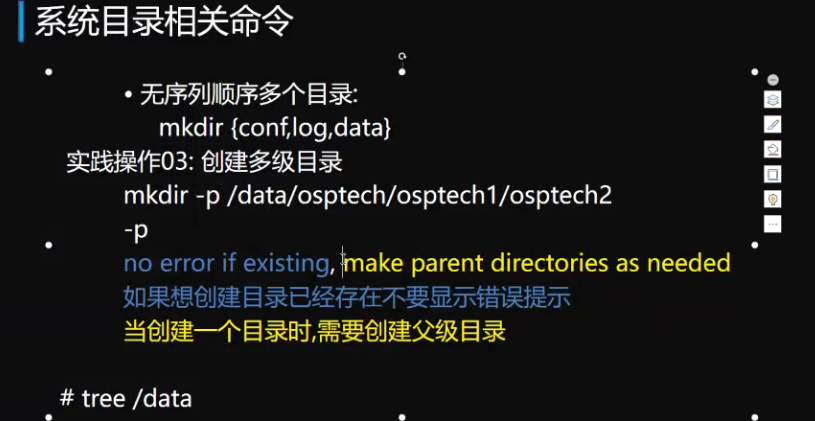 系统目录相关命令
• 无序列顺序多个目录:
mkdir {conf,log,data}
实践操作03: 创建多级目录
mkdir -p /data/osptech/osptech1/osptech2
-p
no error if existing, make parent directories as needed
如果想创建目录已经存在不要显示错误提示
当创建一个目录时,需要创建父级目录
# tree /data